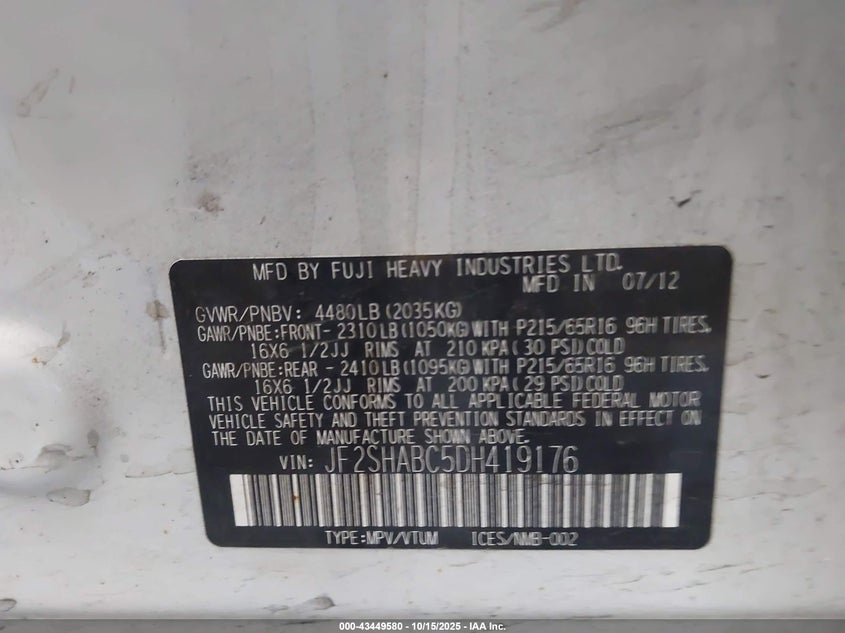 MFD BY FUJI HEAVY INDUSTRIES LTD.
MFD IN 07/12
GVWR/PNBV: 4480LB(2035KG)
GAWR/PNBE:FRONT-2310LB(1050KG)WITH P215/65R16 96H TIRES,
16X6 1/2JJ RIMS AT 210 KPA(30 PSI)COLD
GAWR/PNBE:REAR -2410LB(1095KG)WITH P215/65R16 96H TIRES,
16X6 1/2JJ RIMS AT 200 KPA(29 PSI)COLD
THIS VEHICLE CONFORMS TO ALL APPLICABLE FEDERAL MOTOR
VEHICLE SAFETY AND THEFT PREVENTION STANDARDS IN EFFECT ON
THE DATE OF MANUFACTURE SHOWN ABOVE.
VIN: JF2SHABC5DH419176
TYPE:MPV/VTUM ICES/NMB-002
000-43449580 - 10/15/2025 - IAA Inc.